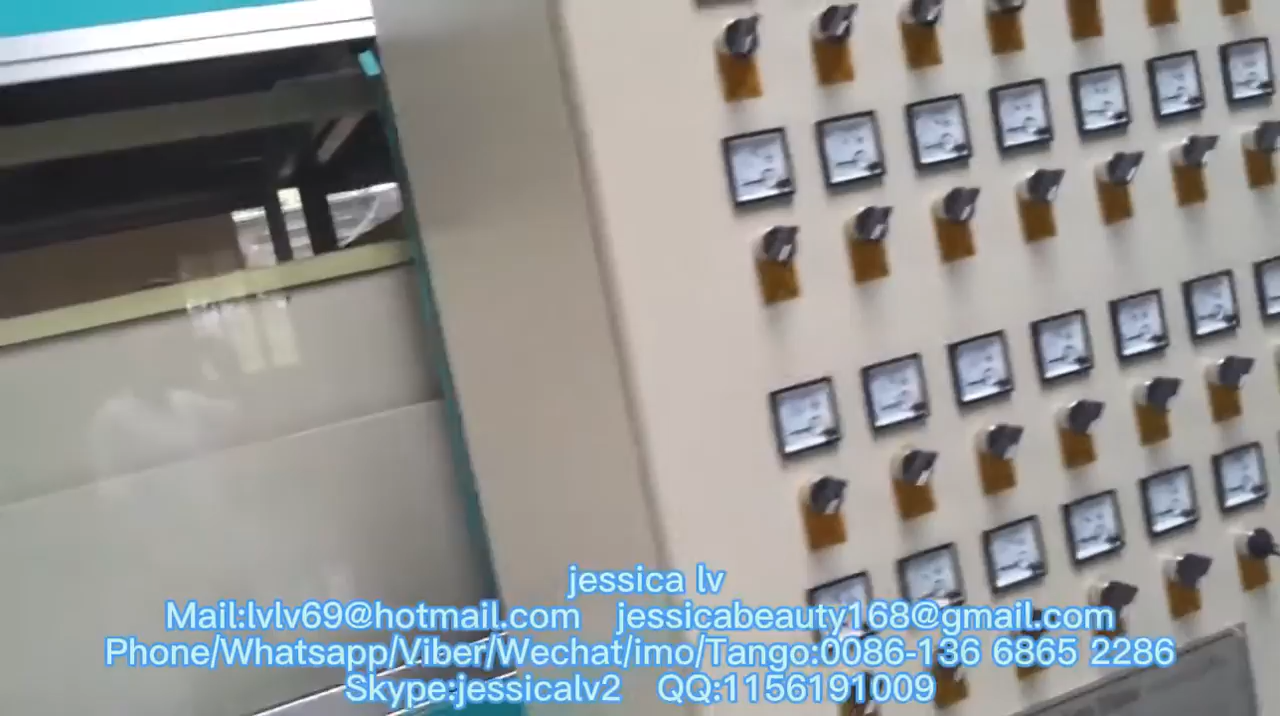 jessica lv
Mail:lvlv69@hotmail.com jessicabeauty168@gmail.com
Phone/Whatsapp/Viber/Wechat/imo/Tango:0086-136 6865 2286
Skype:jessicalv2 QQ:1156191009